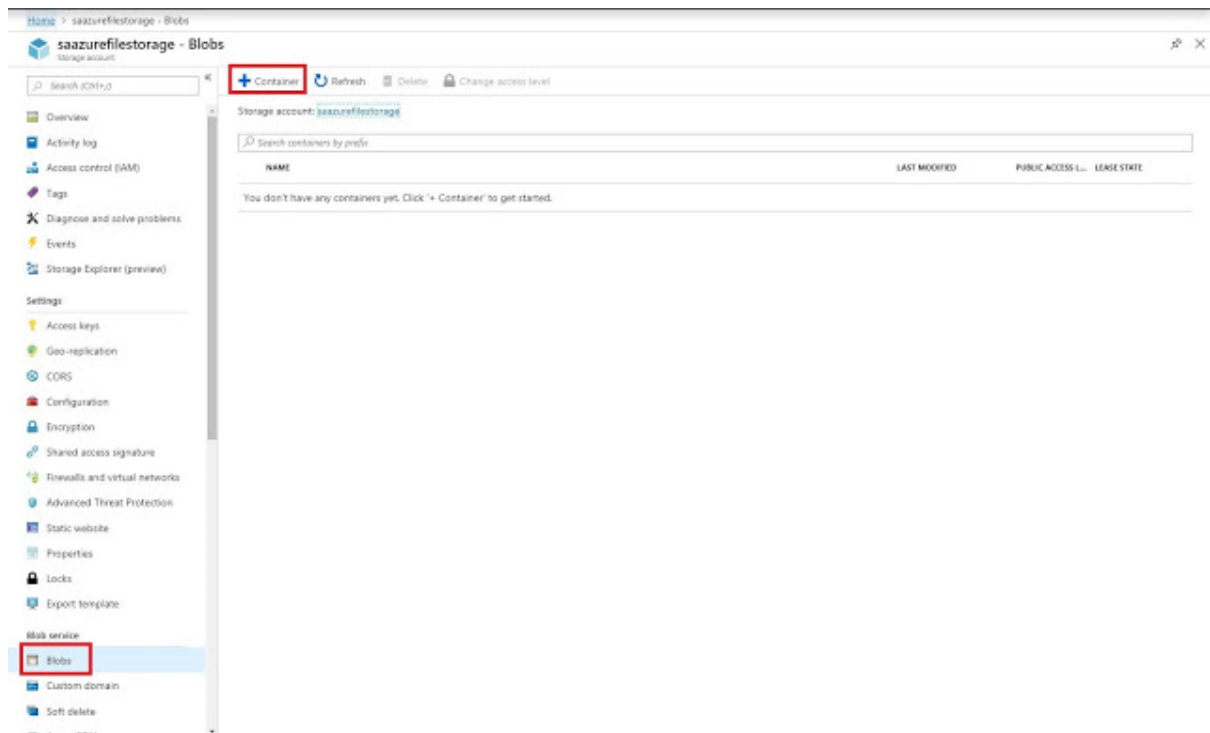 Home > saazurefilestorage - Blobs
saazurefilestorage - Blobs
Storage account
Search (Ctrl+/)
Overview
Activity log
Access control (IAM)
Tags
Diagnose and solve problems
Events
Storage Explorer (preview)
Settings
Access keys
Geo-replication
CORS
Configuration
Encryption
Shared access signature
Firewalls and virtual networks
Advanced Threat Protection
Static website
Properties
Locks
Export template
Blob service
Blobs
Custom domain
Soft delete
Container Refresh Delete Change access level
Storage account: saazurefilestorage
Search containers by prefix
NAME LAST MODIFIED PUBLIC ACCESS L... LEASE STATE
You don't have any containers yet. Click '+ Container' to get started.